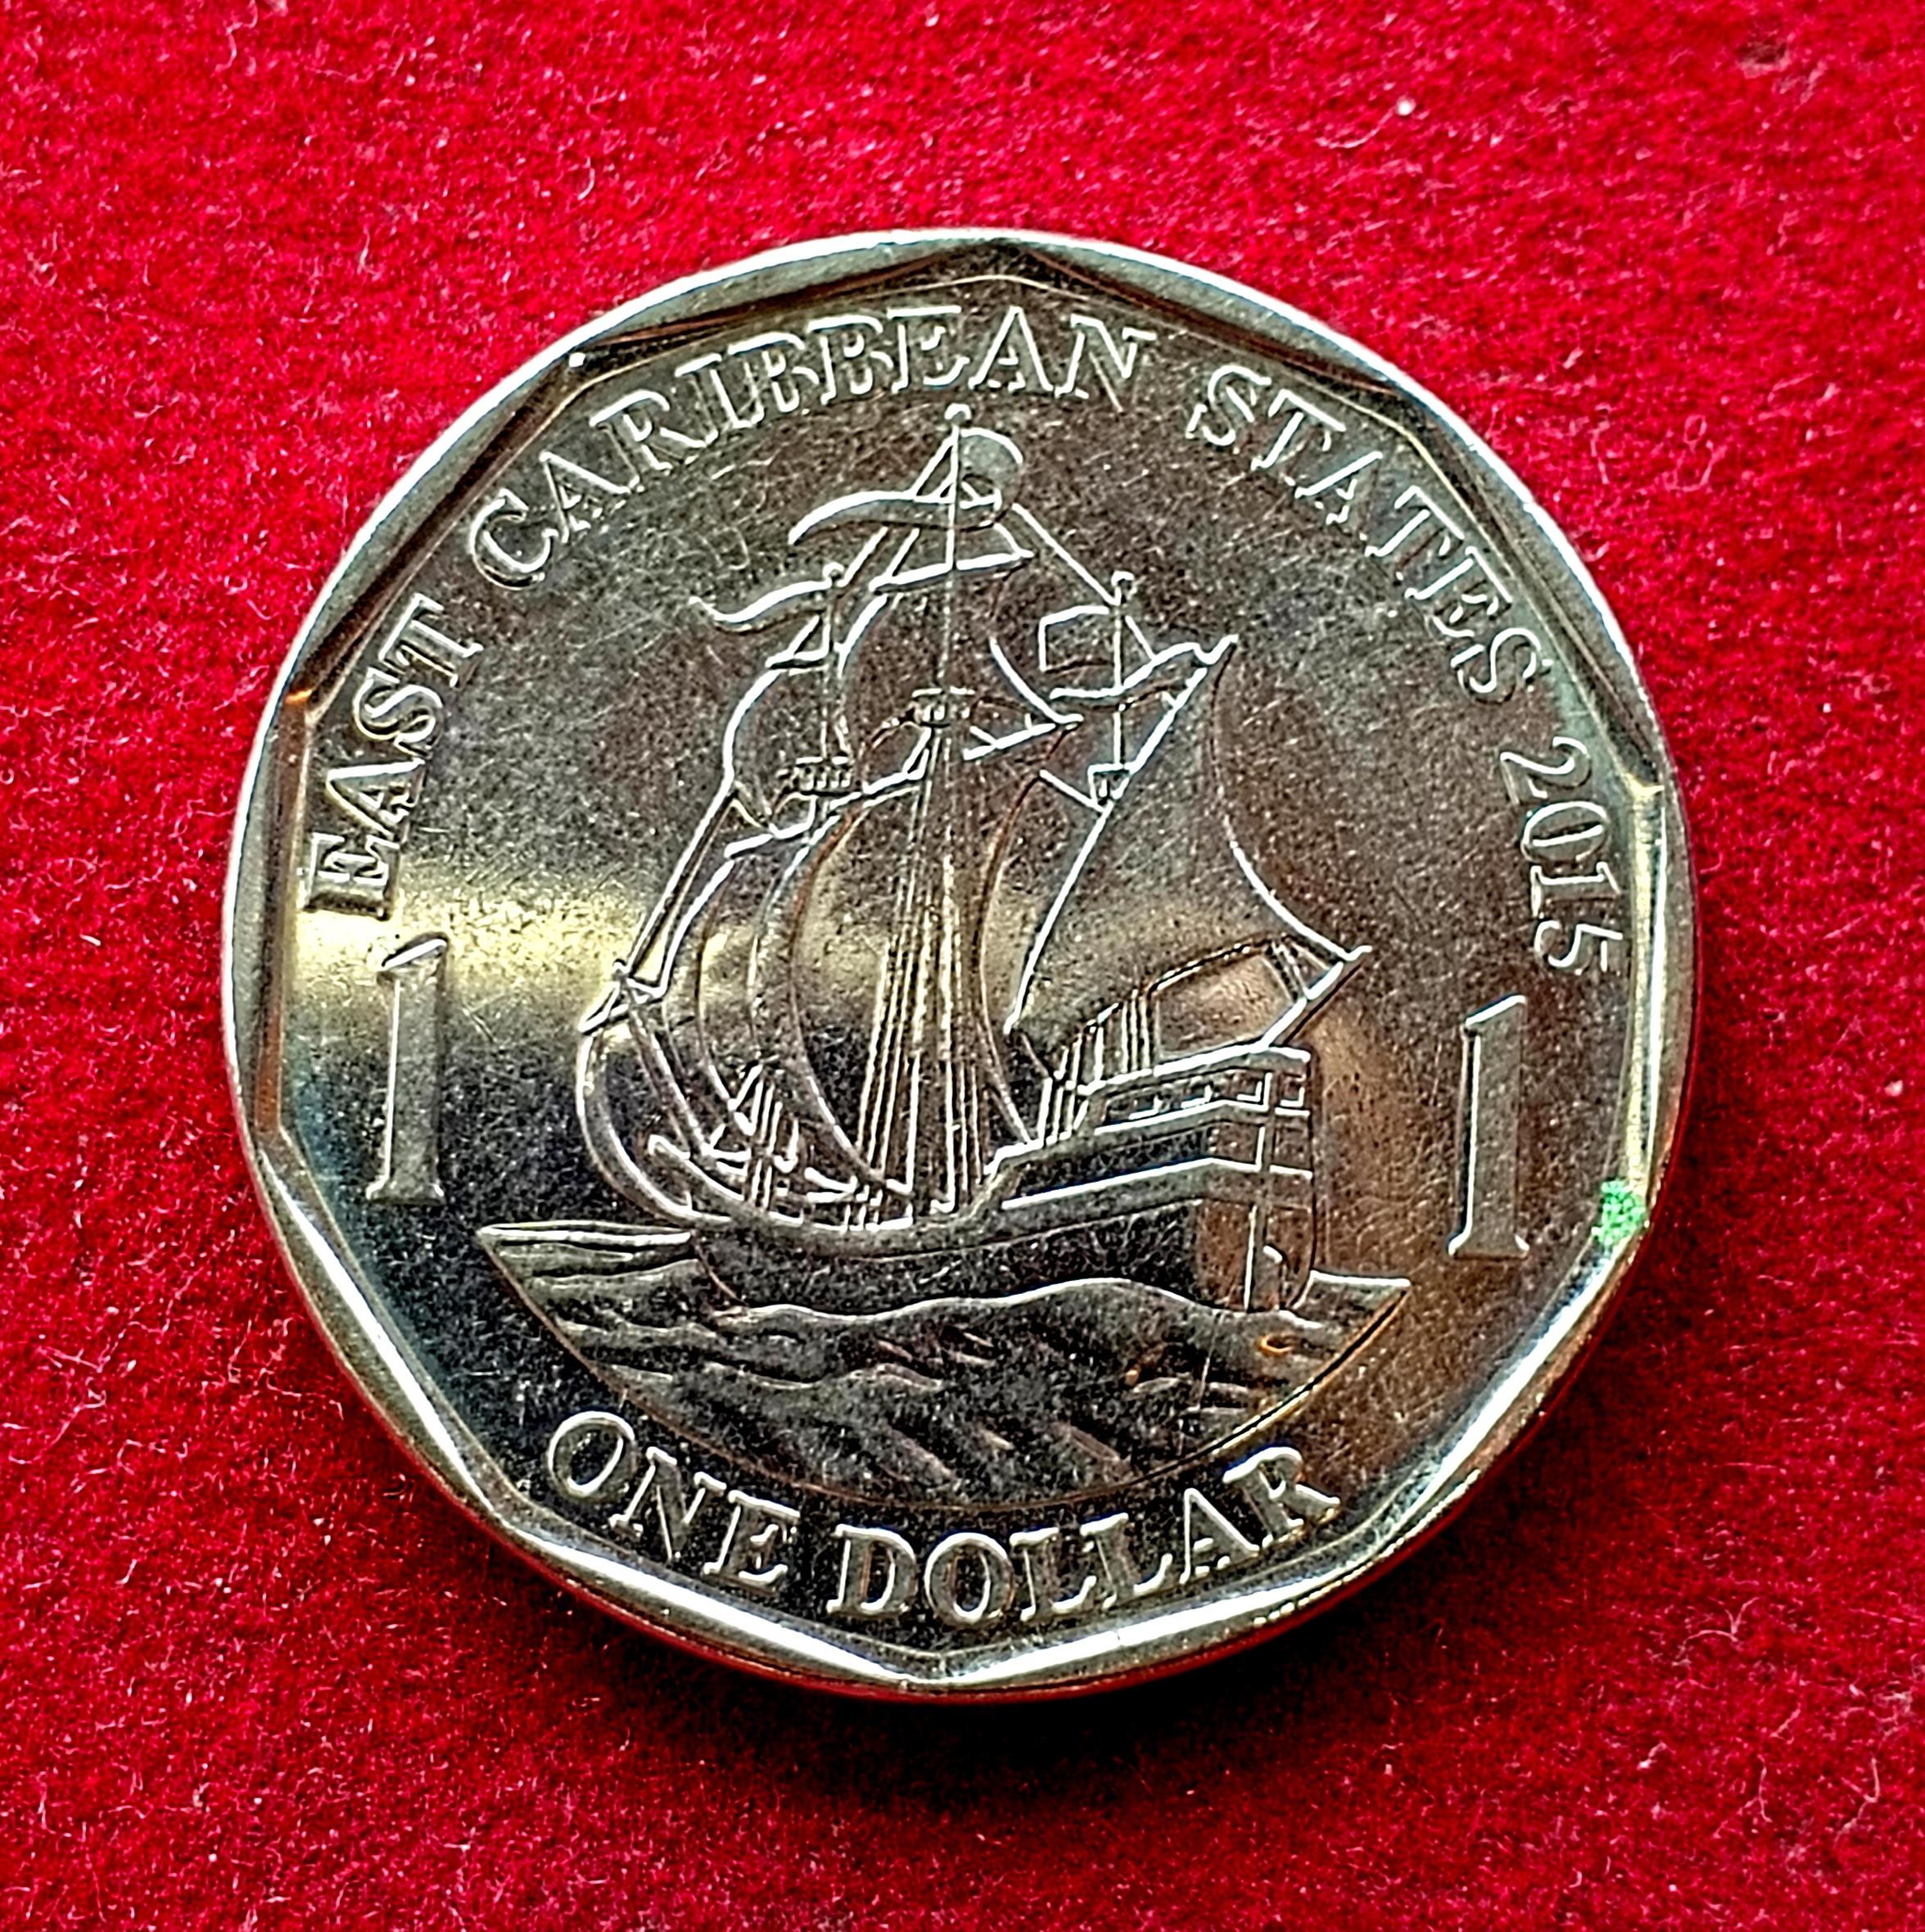 EAST CARIBBEAN STATES 2015
1 1
ONE DOLLAR